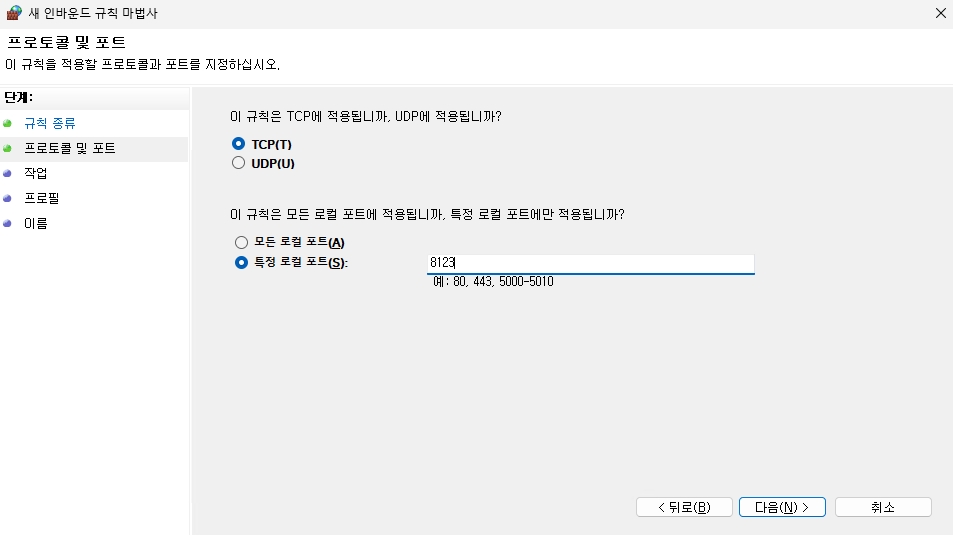 새 인바운드 규칙 마법사
프로토콜 및 포트
이 규칙을 적용할 프로토콜과 포트를 지정하십시오.
단계:
규칙 종류
프로토콜 및 포트
작업
프로필
이름
이 규칙은 TCP에 적용됩니까, UDP에 적용됩니까?
TCP(T)
UDP(U)
이 규칙은 모든 로컬 포트에 적용됩니까, 특정 로컬 포트에만 적용됩니까?
모든 로컬 포트(A)
특정 로컬 포트(S): 8123
예: 80, 443, 5000-5010
< 뒤로(B) 다음(N) > 취소